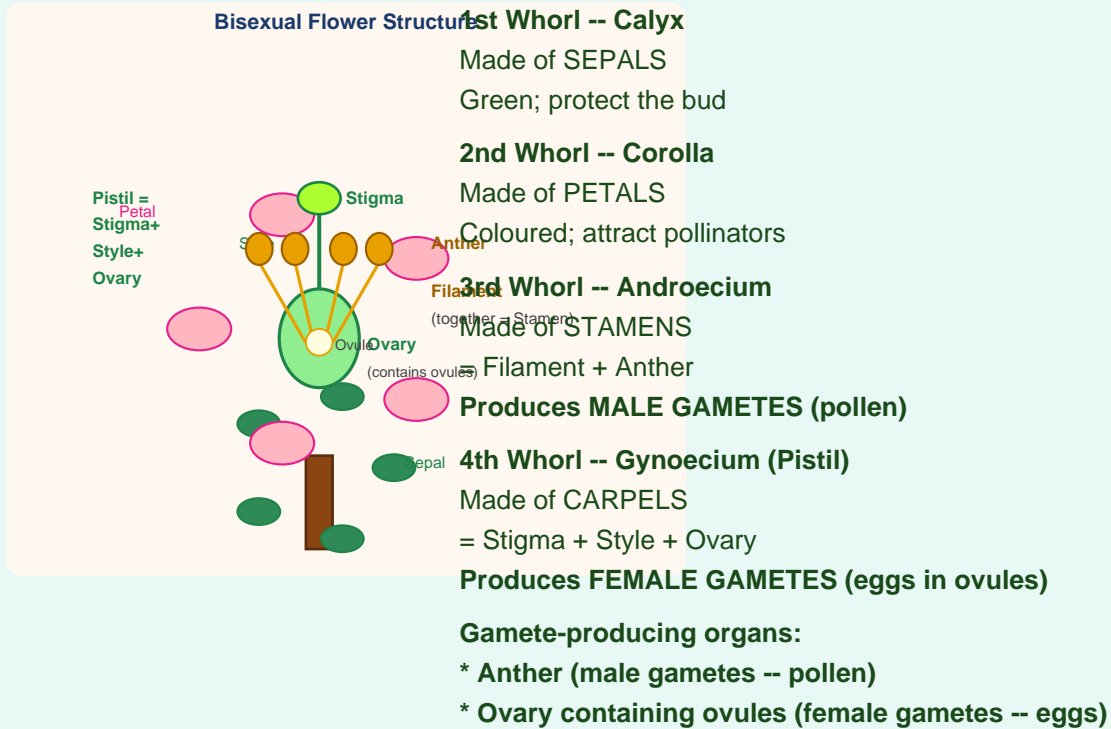 Bisexual Flower Structure
Pistil =
Stigma+
Style+
Ovary
Petal
Stigma
Anther
Filament
(together = Stamen)
Ovule
Ovary
(contains ovules)
Sepal
1st Whorl -- Calyx
Made of SEPALS
Green; protect the bud
2nd Whorl -- Corolla
Made of PETALS
Coloured; attract pollinators
3rd Whorl -- Androecium
Made of STAMENS
= Filament + Anther
Produces MALE GAMETES (pollen)
4th Whorl -- Gynoecium (Pistil)
Made of CARPELS
= Stigma + Style + Ovary
Produces FEMALE GAMETES (eggs in ovules)
Gamete-producing organs:
* Anther (male gametes -- pollen)
* Ovary containing ovules (female gametes -- eggs)